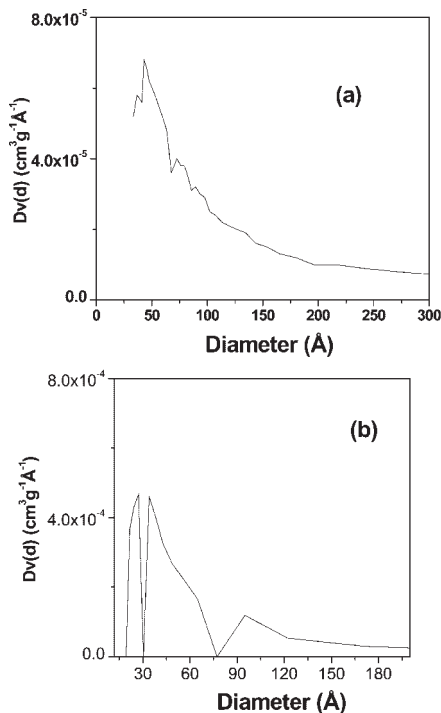 8.0x10⁻⁵
(a)
Dv(d) (cm³g⁻¹Å⁻¹)
4.0x10⁻⁵
0.0
0 50 100 150 200 250 300
Diameter (Å)
8.0x10⁻⁴
(b)
Dv(d) (cm³g⁻¹Å⁻¹)
4.0x10⁻⁴
0.0
30 60 90 120 150 180
Diameter (Å)